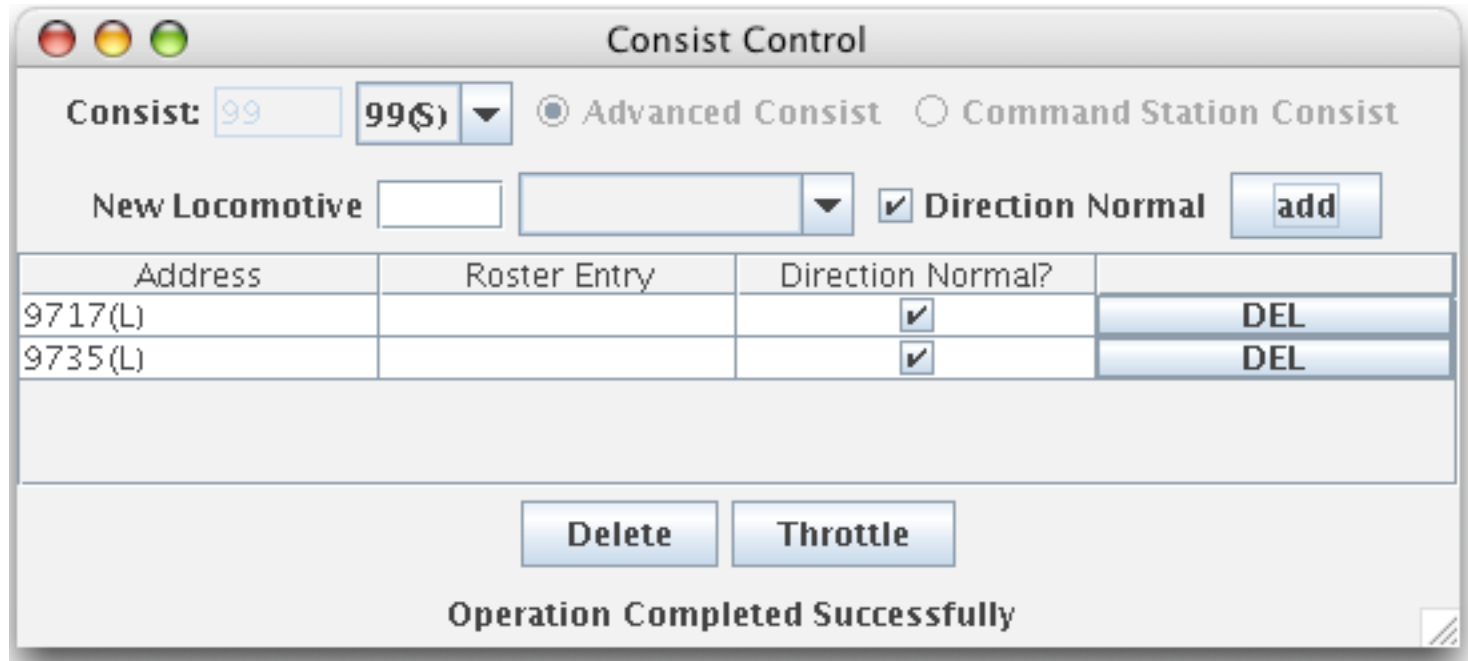 Consist Control
Consist: 99 99(S) Advanced Consist Command Station Consist
New Locomotive Direction Normal add
Address Roster Entry Direction Normal?
9717(L) DEL
9735(L) DEL
Delete Throttle
Operation Completed Successfully